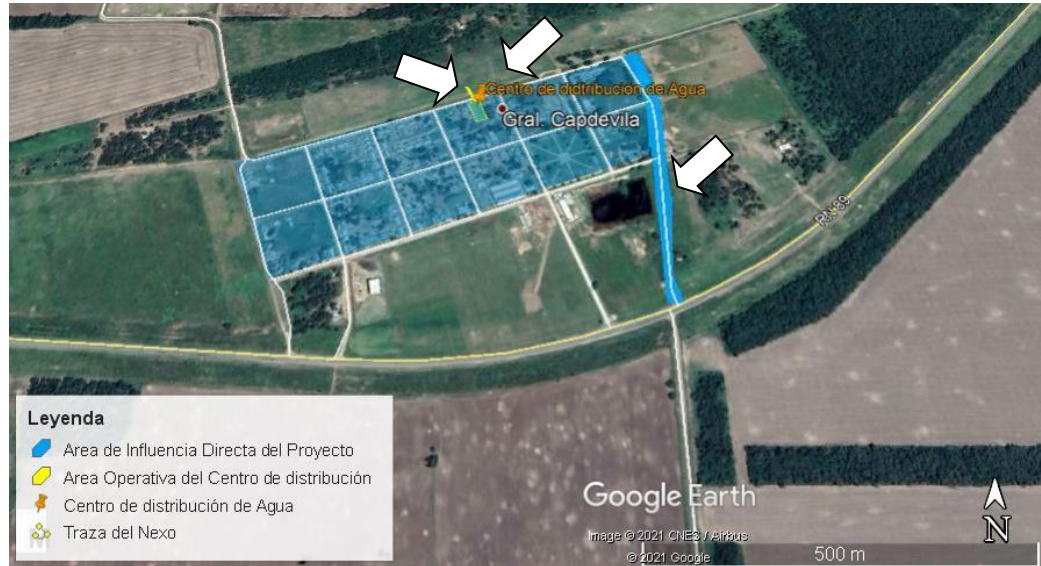 Centro de didtribución de Agua
Gral. Capdevila
RN 89
Leyenda
Area de Influencia Directa del Proyecto
Area Operativa del Centro de distribución
Centro de distribución de Agua
Traza del Nexo
Google Earth
Image © 2021 CNES / Airbus
© 2021 Google
500 m
N